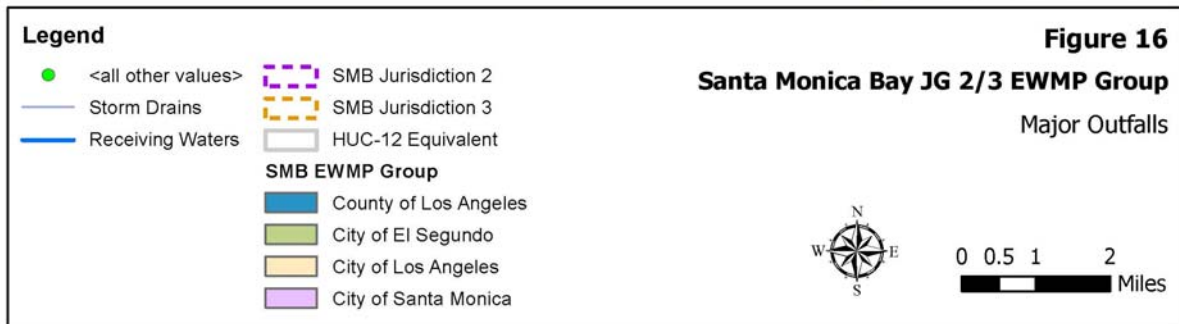 Legend
<all other values>
Storm Drains
Receiving Waters
SMB Jurisdiction 2
SMB Jurisdiction 3
HUC-12 Equivalent
SMB EWMP Group
County of Los Angeles
City of El Segundo
City of Los Angeles
City of Santa Monica
Figure 16
Santa Monica Bay JG 2/3 EWMP Group
Major Outfalls
N
W E
S
0 0.5 1 2
Miles